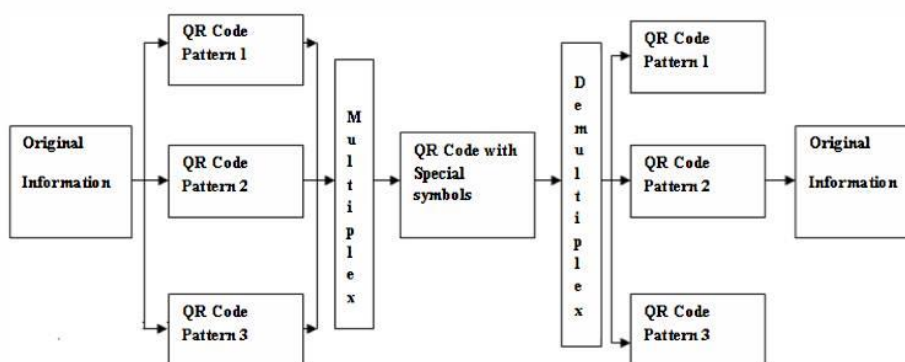 Original
Information
QR Code
Pattern 1
QR Code
Pattern 2
QR Code
Pattern 3
M
u
l
t
i
p
l
e
x
QR Code with
Special
symbols
D
e
m
u
l
t
i
p
l
e
x
QR Code
Pattern 1
QR Code
Pattern 2
QR Code
Pattern 3
Original
Information